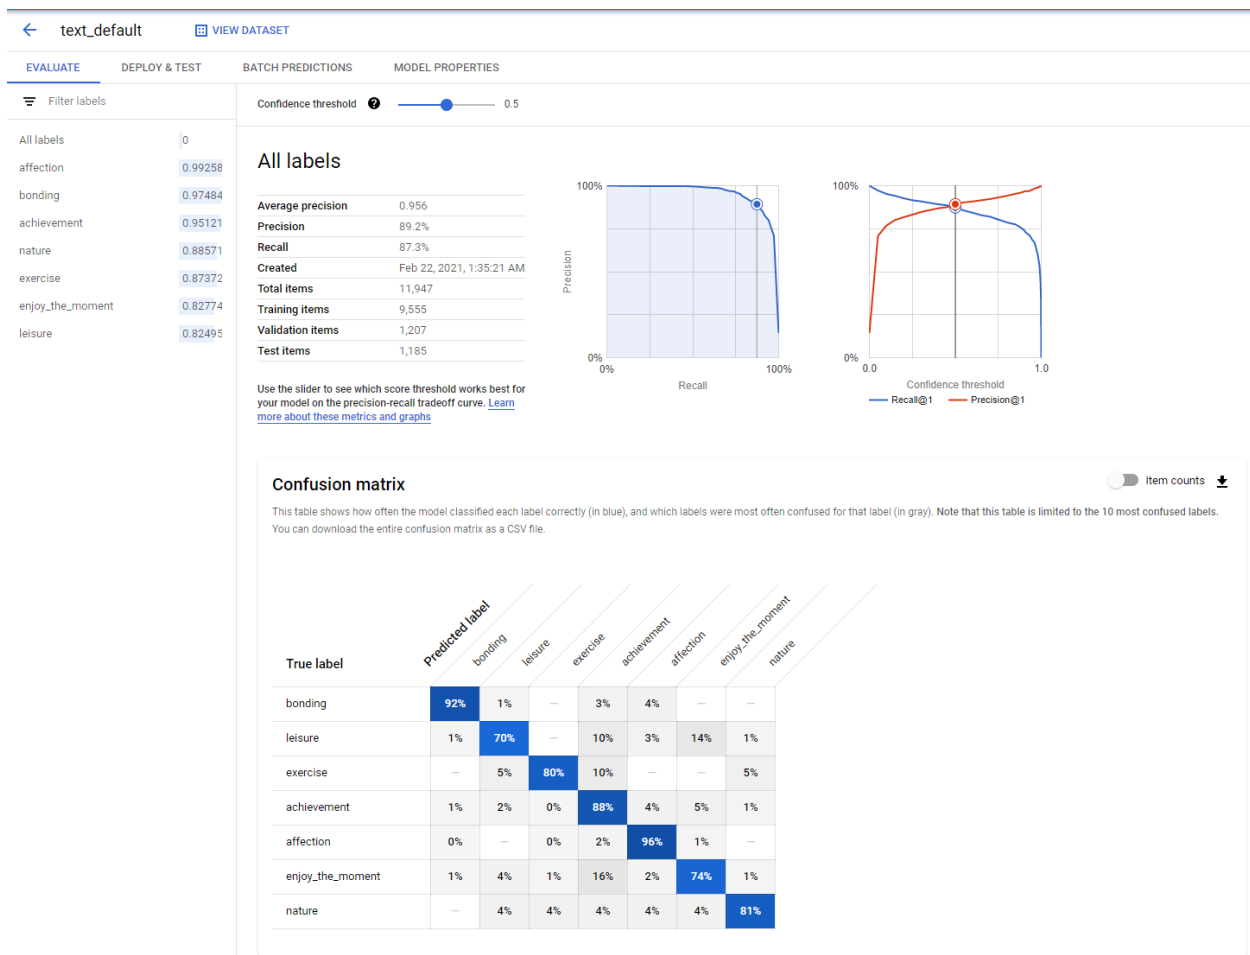 text_default
VIEW DATASET
EVALUATE DEPLOY & TEST BATCH PREDICTIONS MODEL PROPERTIES
Filter labels
Confidence threshold ? 0.5
All labels 0
affection 0.99258
bonding 0.97484
achievement 0.95121
nature 0.88571
exercise 0.87372
enjoy_the_moment 0.82774
leisure 0.82495
All labels
Average precision 0.956
Precision 89.2%
Recall 87.3%
Created Feb 22, 2021, 1:35:21 AM
Total items 11,947
Training items 9,555
Validation items 1,207
Test items 1,185
Use the slider to see which score threshold works best for
your model on the precision-recall tradeoff curve. Learn
more about these metrics and graphs
100%
Precision
0%
0% 100%
Recall
100%
0%
0.0 1.0
Confidence threshold
Recall@1 Precision@1
Confusion matrix
Item counts
This table shows how often the model classified each label correctly (in blue), and which labels were most often confused for that label (in gray). Note that this table is limited to the 10 most confused labels.
You can download the entire confusion matrix as a CSV file.
True label Predicted label bonding leisure exercise achievement affection enjoy_the_moment nature
bonding 92% 1% – 3% 4% – –
leisure 1% 70% – 10% 3% 14% 1%
exercise – 5% 80% 10% – – 5%
achievement 1% 2% 0% 88% 4% 5% 1%
affection 0% – 0% 2% 96% 1% –
enjoy_the_moment 1% 4% 1% 16% 2% 74% 1%
nature – 4% 4% 4% 4% 4% 81%